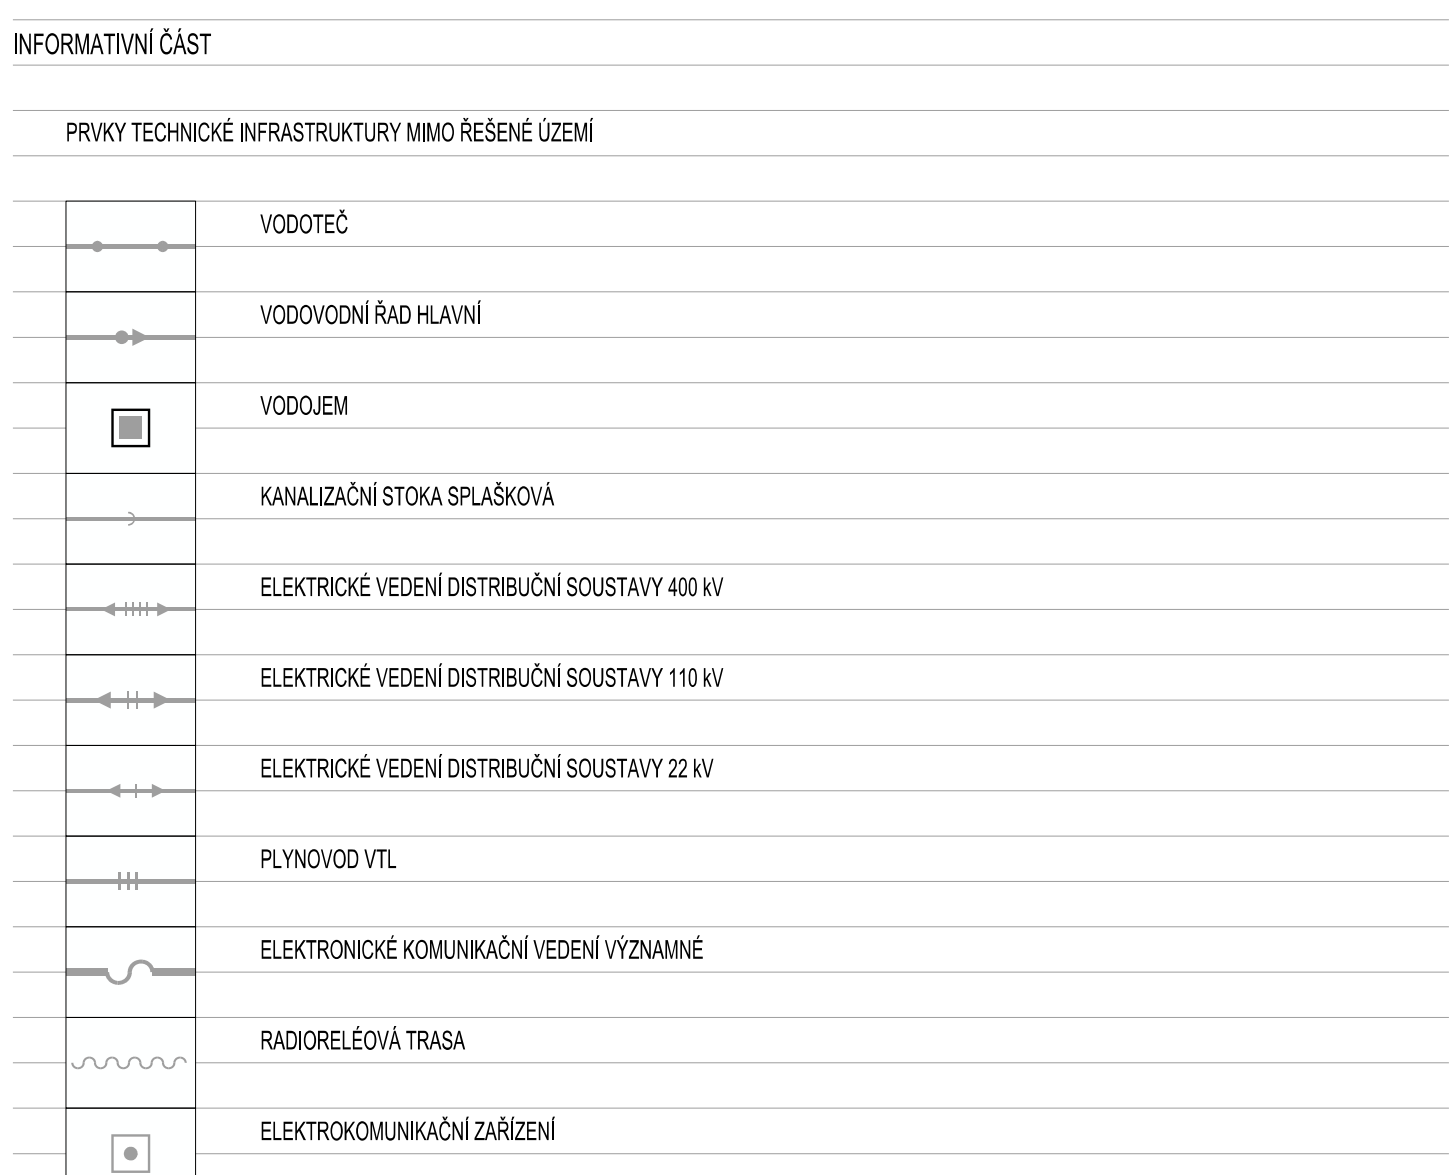 INFORMATIVNÍ ČÁST
PRVKY TECHNICKÉ INFRASTRUKTURY MIMO ŘEŠENÉ ÚZEMÍ
VODOTEČ
VODOVODNÍ ŘAD HLAVNÍ
VODOJEM
KANALIZAČNÍ STOKA SPLAŠKOVÁ
ELEKTRICKÉ VEDENÍ DISTRIBUČNÍ SOUSTAVY 400 kV
ELEKTRICKÉ VEDENÍ DISTRIBUČNÍ SOUSTAVY 110 kV
ELEKTRICKÉ VEDENÍ DISTRIBUČNÍ SOUSTAVY 22 kV
PLYNOVOD VTL
ELEKTRONICKÉ KOMUNIKAČNÍ VEDENÍ VÝZNAMNÉ
RADIORELÉOVÁ TRASA
ELEKTROKOMUNIKAČNÍ ZAŘÍZENÍ